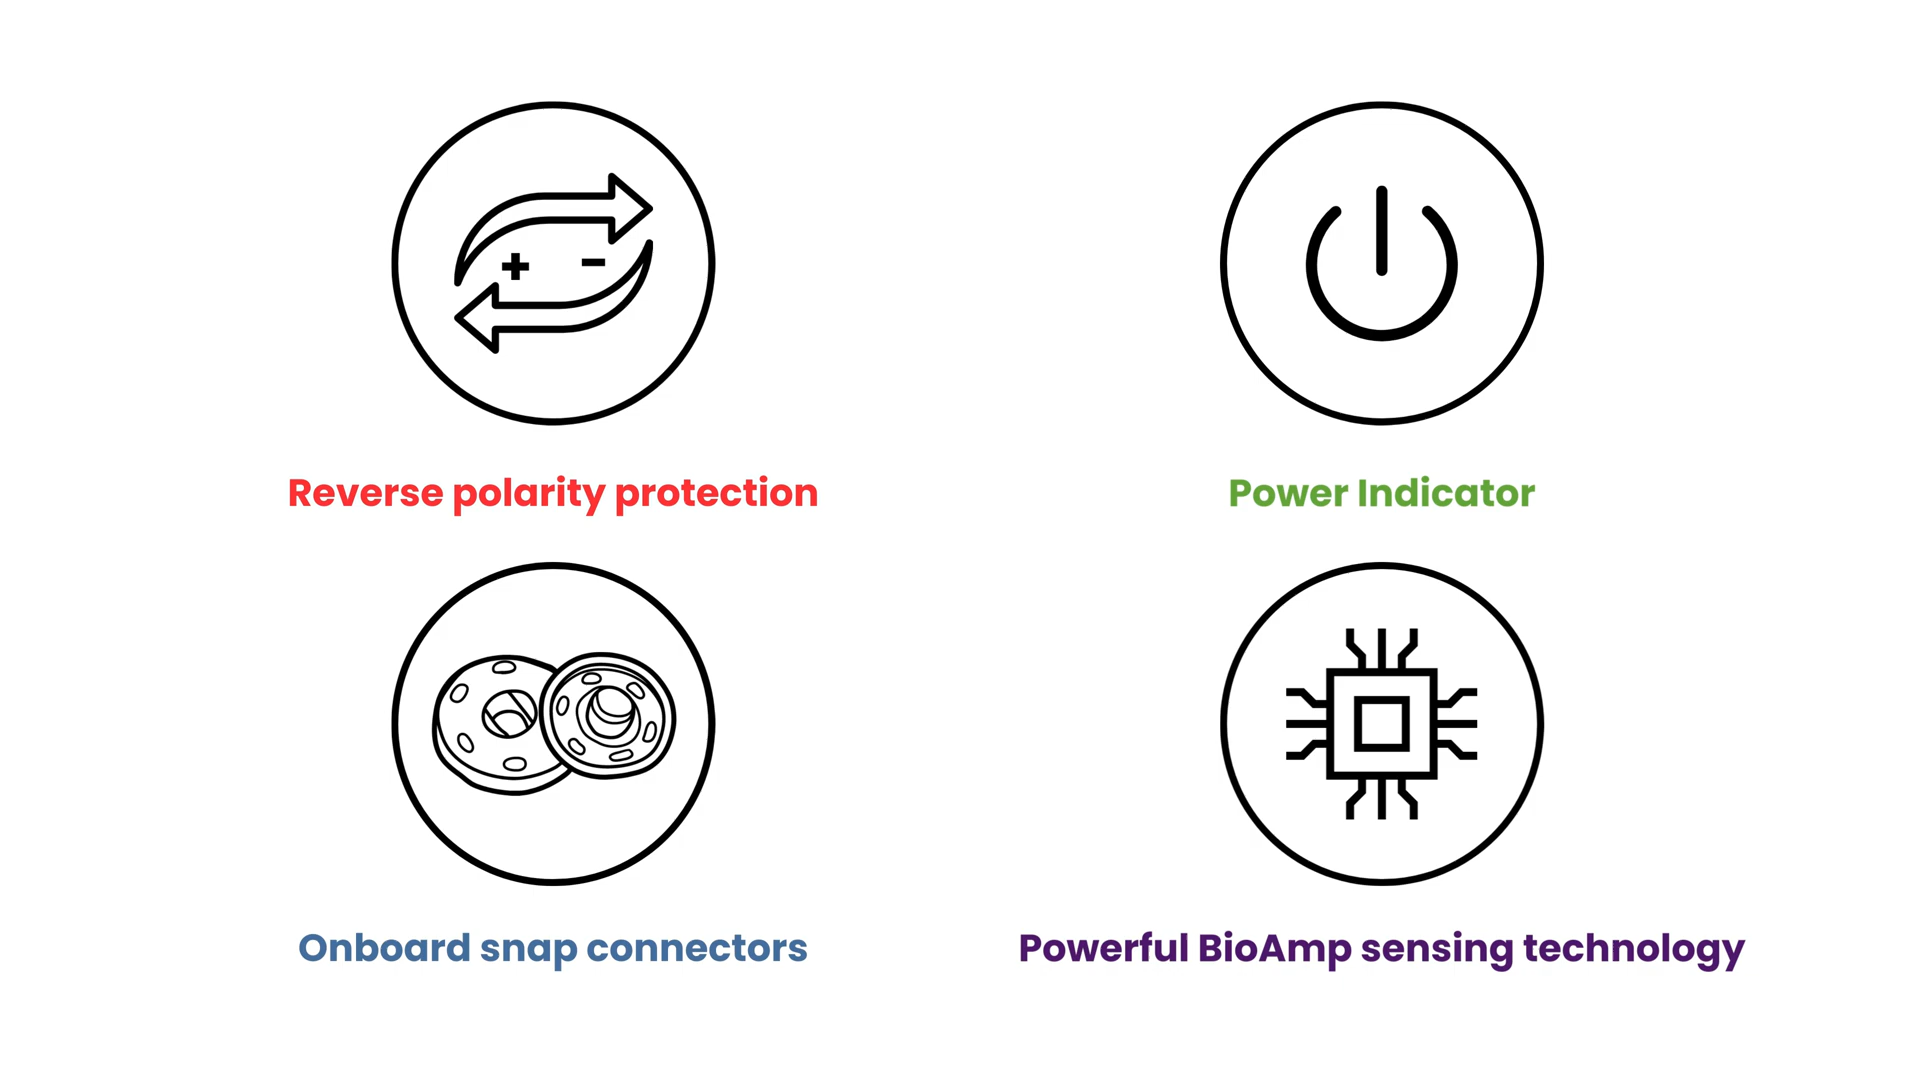 Reverse polarity protection
Power Indicator
Onboard snap connectors
Powerful BioAmp sensing technology